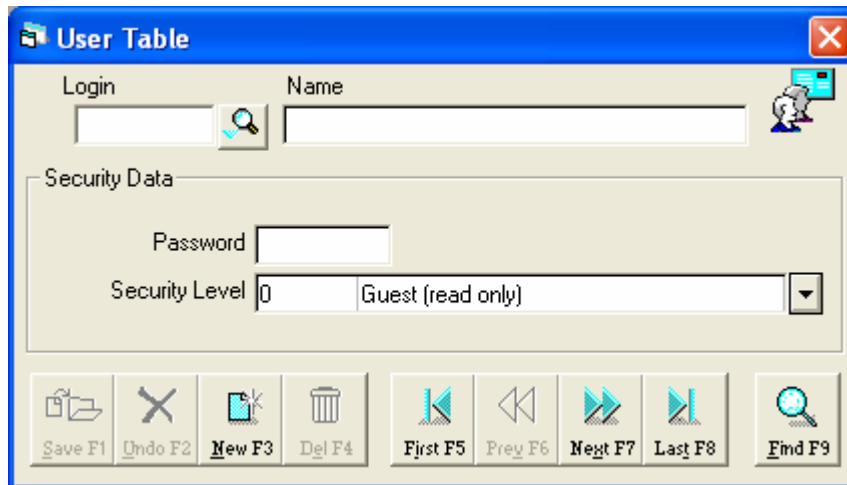 User Table
Login Name
Security Data
Password
Security Level 0 Guest (read only)
Save F1 Undo F2 New F3 Del F4 First F5 Prev F6 Next F7 Last F8 Find F9